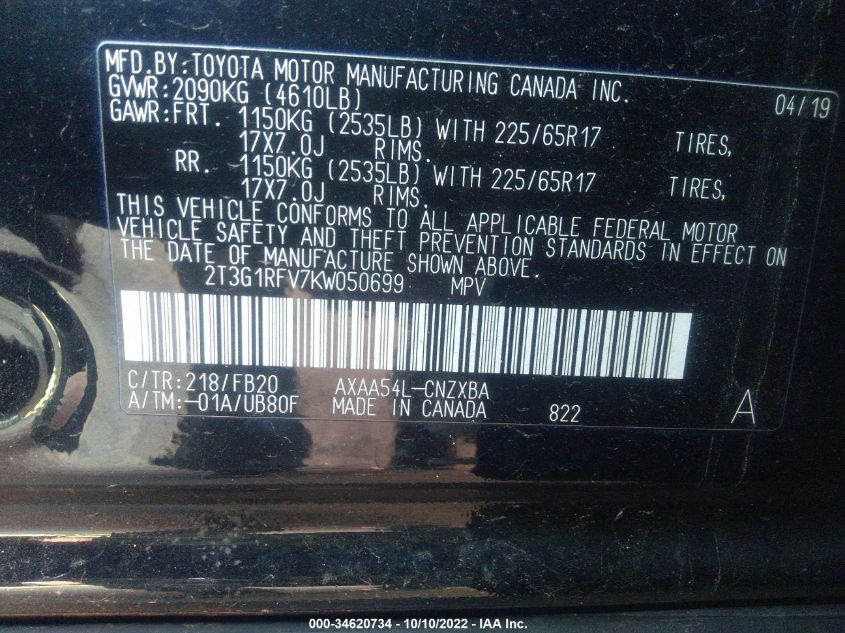 MFD.BY:TOYOTA MOTOR MANUFACTURING CANADA INC.
GVWR:2090KG (4610LB) 04/19
GAWR:FRT. 1150KG (2535LB) WITH 225/65R17 TIRES,
17X7.0J RIMS.
RR. 1150KG (2535LB) WITH 225/65R17 TIRES,
17X7.0J RIMS.
THIS VEHICLE CONFORMS TO ALL APPLICABLE FEDERAL MOTOR
VEHICLE SAFETY AND THEFT PREVENTION STANDARDS IN EFFECT ON
THE DATE OF MANUFACTURE SHOWN ABOVE.
2T3G1RFV7KW050699 MPV
C/TR:218/FB20 AXAA54L-CNZXBA
A/TM:-01A/UB80F MADE IN CANADA 822 A
000-34620734 - 10/10/2022 - IAA Inc.